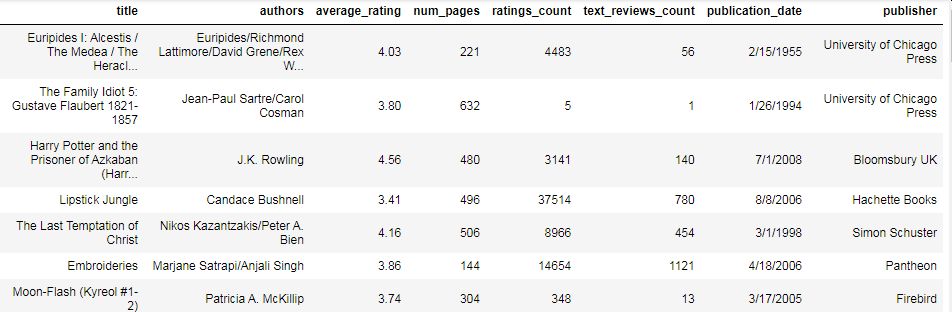 title authors average_rating num_pages ratings_count text_reviews_count publication_date publisher
Euripides I: Alcestis / The Medea / The Heracl... Euripides/Richmond Lattimore/David Grene/Rex W... 4.03 221 4483 56 2/15/1955 University of Chicago Press
The Family Idiot 5: Gustave Flaubert 1821-1857 Jean-Paul Sartre/Carol Cosman 3.80 632 5 1 1/26/1994 University of Chicago Press
Harry Potter and the Prisoner of Azkaban (Harr... J.K. Rowling 4.56 480 3141 140 7/1/2008 Bloomsbury UK
Lipstick Jungle Candace Bushnell 3.41 496 37514 780 8/8/2006 Hachette Books
The Last Temptation of Christ Nikos Kazantzakis/Peter A. Bien 4.16 506 8966 454 3/1/1998 Simon Schuster
Embroideries Marjane Satrapi/Anjali Singh 3.86 144 14654 1121 4/18/2006 Pantheon
Moon-Flash (Kyreol #1-2) Patricia A. McKillip 3.74 304 348 13 3/17/2005 Firebird